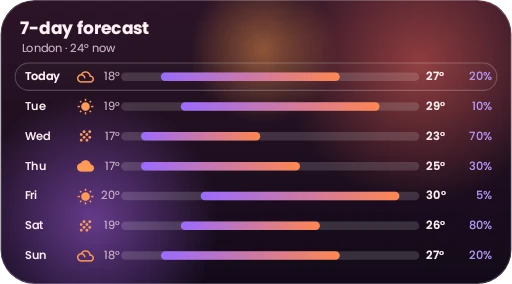 7-day forecast
London · 24° now
Today 18° 27° 20%
Tue 19° 29° 10%
Wed 17° 23° 70%
Thu 17° 25° 30%
Fri 20° 30° 5%
Sat 19° 26° 80%
Sun 18° 27° 20%